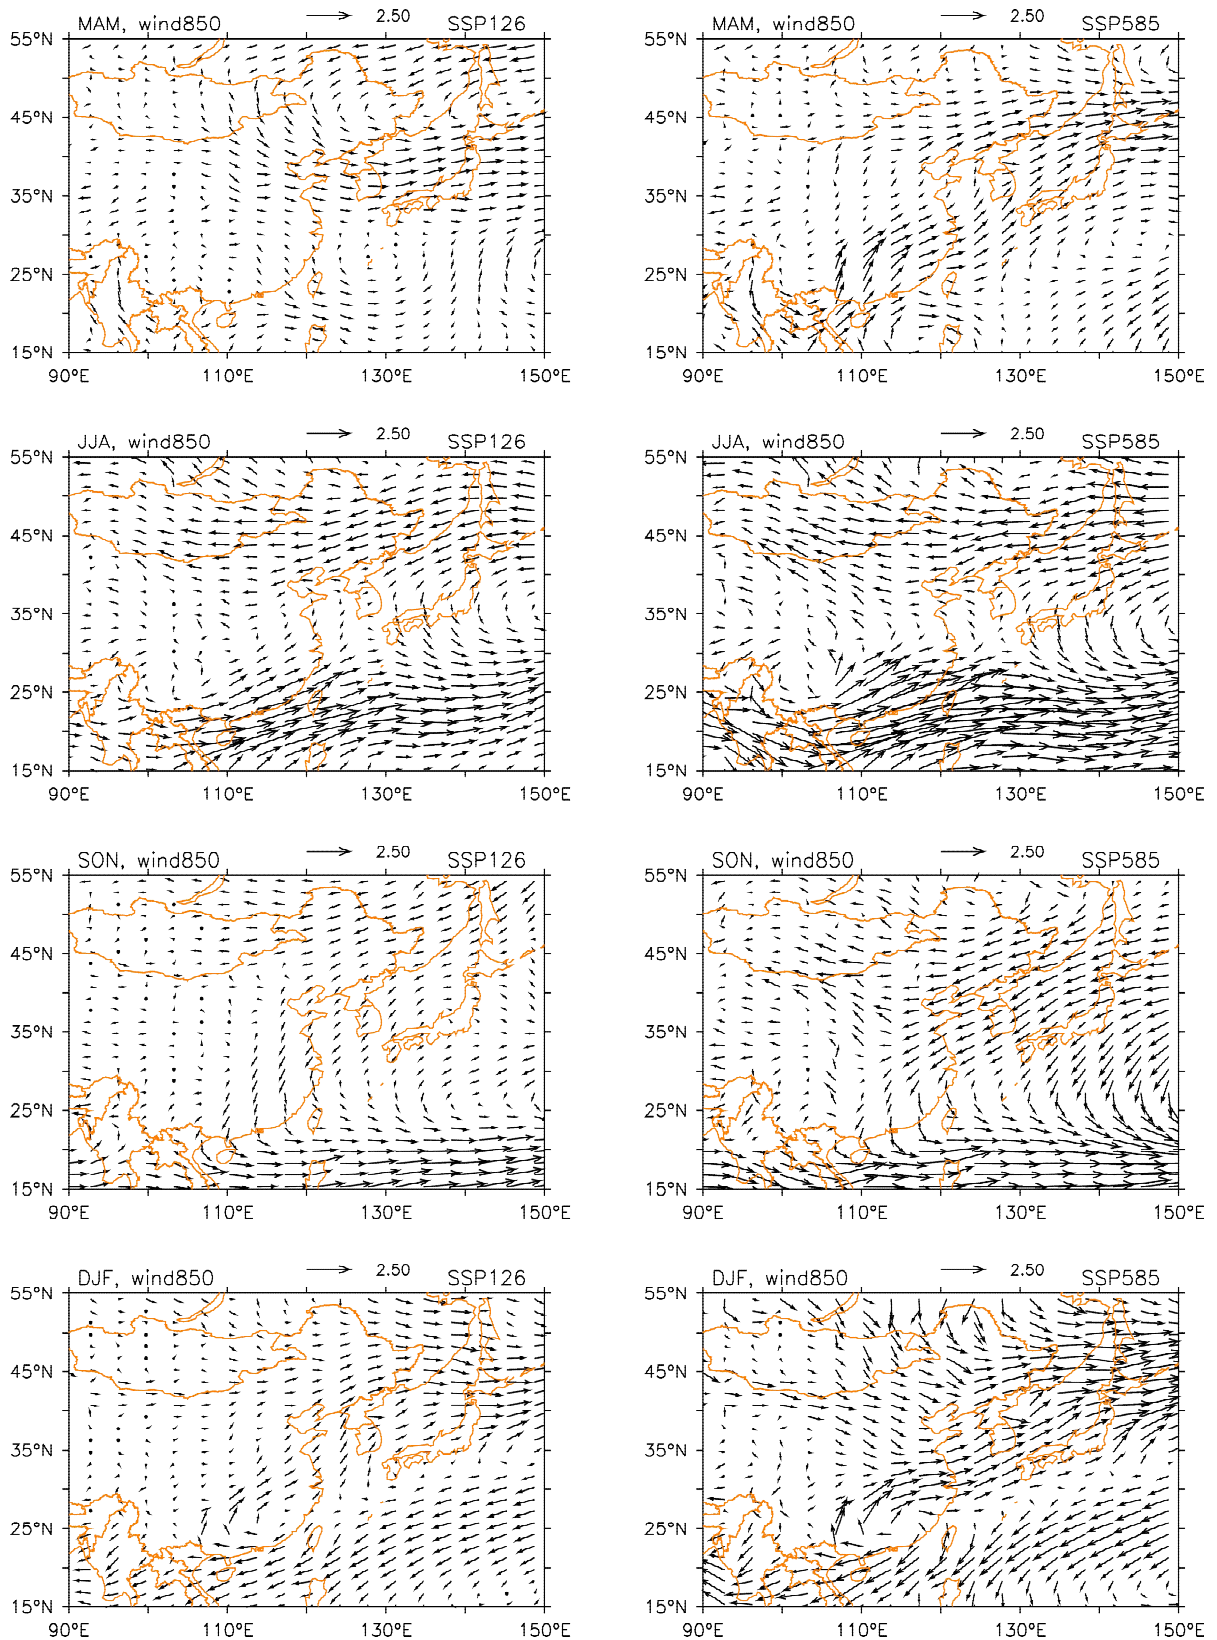 MAM, wind850 2.50 SSP126
55°N
45°N
35°N
25°N
15°N
90°E 110°E 130°E 150°E
MAM, wind850 2.50 SSP585
55°N
45°N
35°N
25°N
15°N
90°E 110°E 130°E 150°E
JJA, wind850 2.50 SSP126
55°N
45°N
35°N
25°N
15°N
90°E 110°E 130°E 150°E
JJA, wind850 2.50 SSP585
55°N
45°N
35°N
25°N
15°N
90°E 110°E 130°E 150°E
SON, wind850 2.50 SSP126
55°N
45°N
35°N
25°N
15°N
90°E 110°E 130°E 150°E
SON, wind850 2.50 SSP585
55°N
45°N
35°N
25°N
15°N
90°E 110°E 130°E 150°E
DJF, wind850 2.50 SSP126
55°N
45°N
35°N
25°N
15°N
90°E 110°E 130°E 150°E
DJF, wind850 2.50 SSP585
55°N
45°N
35°N
25°N
15°N
90°E 110°E 130°E 150°E